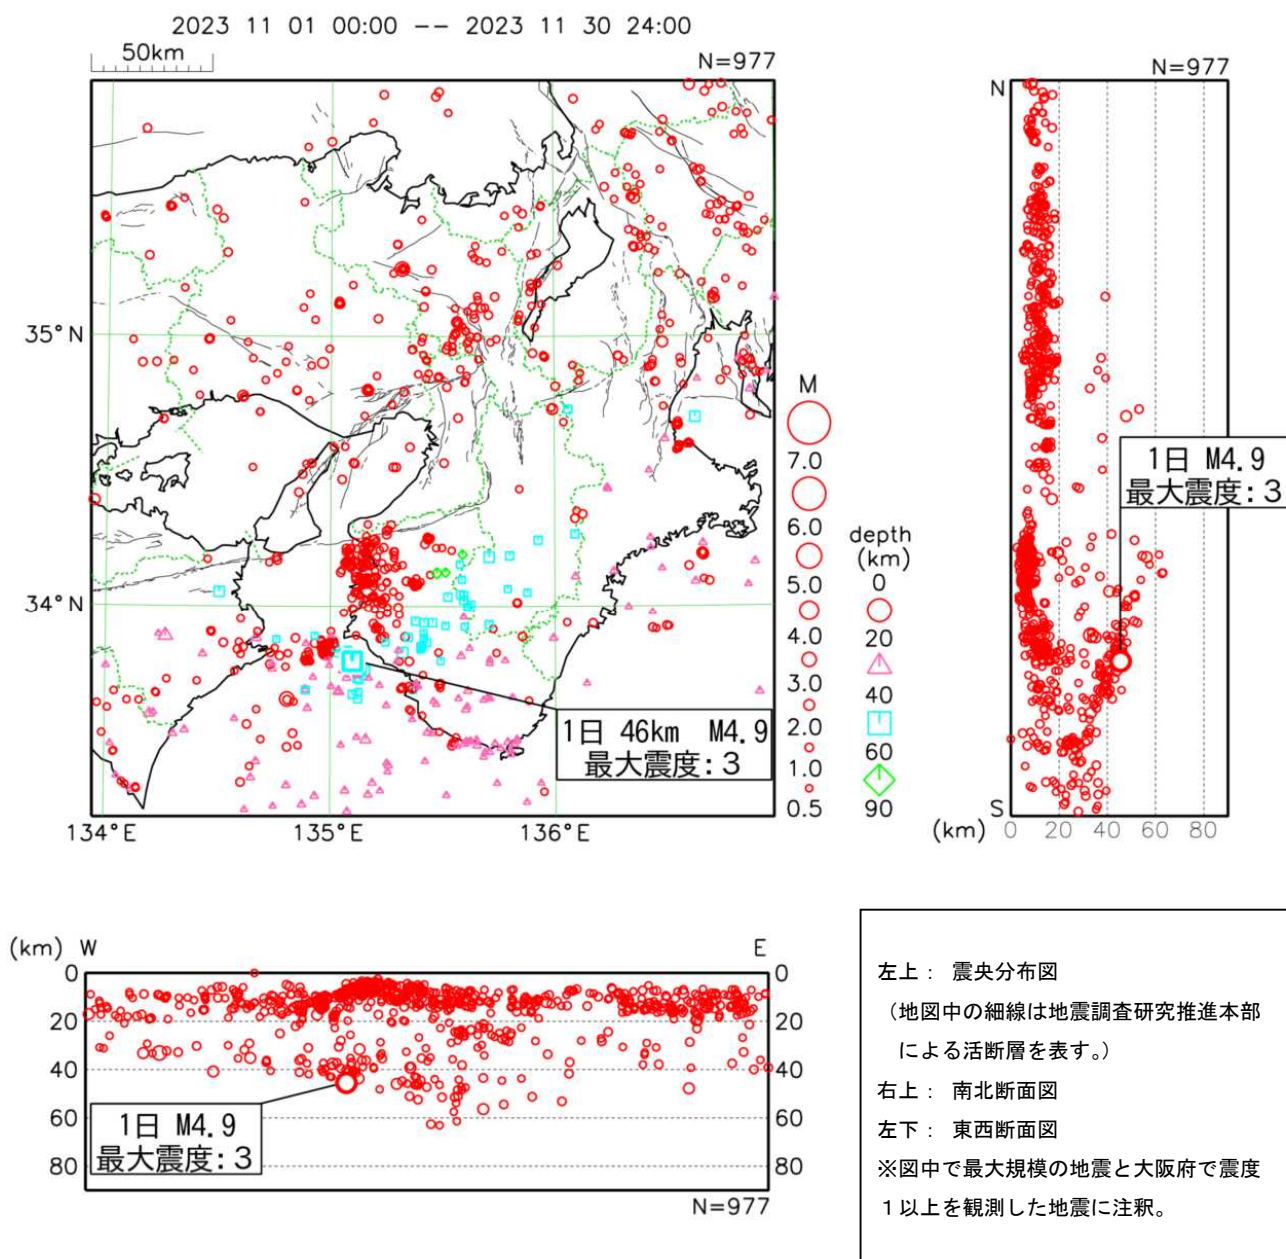 2023 11 01 00:00 -- 2023 11 30 24:00
50km
N=977
35°N
34°N
134°E
135°E
136°E
1日 46km M4.9
最大震度:3
M
7.0
6.0
5.0
4.0
3.0
2.0
1.0
0.5
depth
(km)
0
20
40
60
90
N=977
N
S
1日 M4.9
最大震度:3
(km)
0 20 40 60 80
(km) W
E
0
20
40
60
80
0
20
40
60
80
1日 M4.9
最大震度:3
N=977
左上： 震央分布図
（地図中の細線は地震調査研究推進本部
による活断層を表す。）
右上： 南北断面図
左下： 東西断面図
※図中で最大規模の地震と大阪府で震度
１以上を観測した地震に注釈。